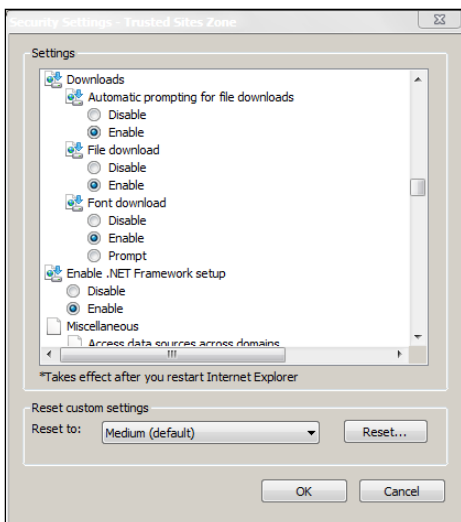 Security Settings - Trusted Sites Zone
Settings
Downloads
Automatic prompting for file downloads
Disable
Enable
File download
Disable
Enable
Font download
Disable
Enable
Prompt
Enable .NET Framework setup
Disable
Enable
Miscellaneous
Access data sources across domains
*Takes effect after you restart Internet Explorer
Reset custom settings
Reset to:
Medium (default)
Reset...
OK
Cancel